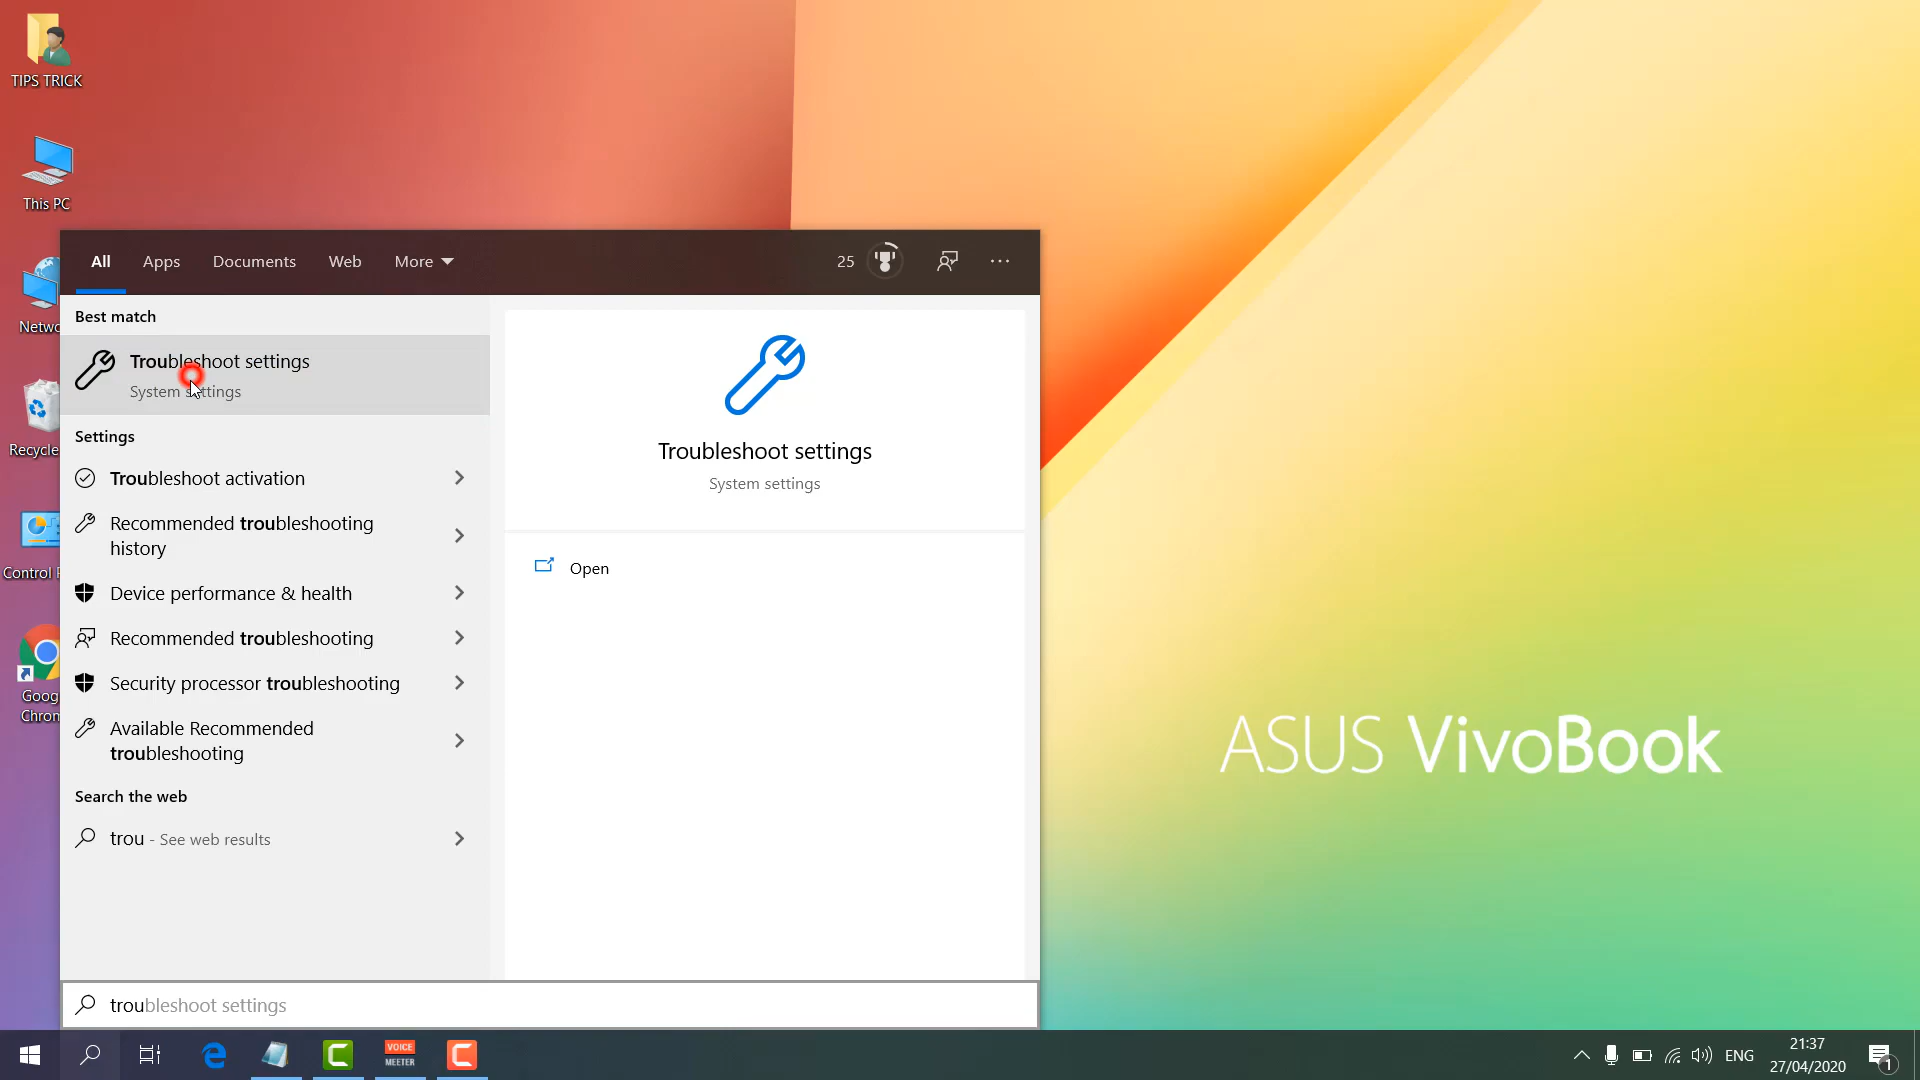 TIPS TRICK
This PC
Netwo
Recycle
Control P
Goog
Chrom
All
Apps
Documents
Web
More
25
Best match
Troubleshoot settings
System settings
Settings
Troubleshoot activation
Recommended troubleshooting
history
Device performance & health
Recommended troubleshooting
Security processor troubleshooting
Available Recommended
troubleshooting
Search the web
trou - See web results
Troubleshoot settings
System settings
Open
troubleshoot settings
ASUS VivoBook
VOICE
MEETER
ENG
21:37
27/04/2020
1